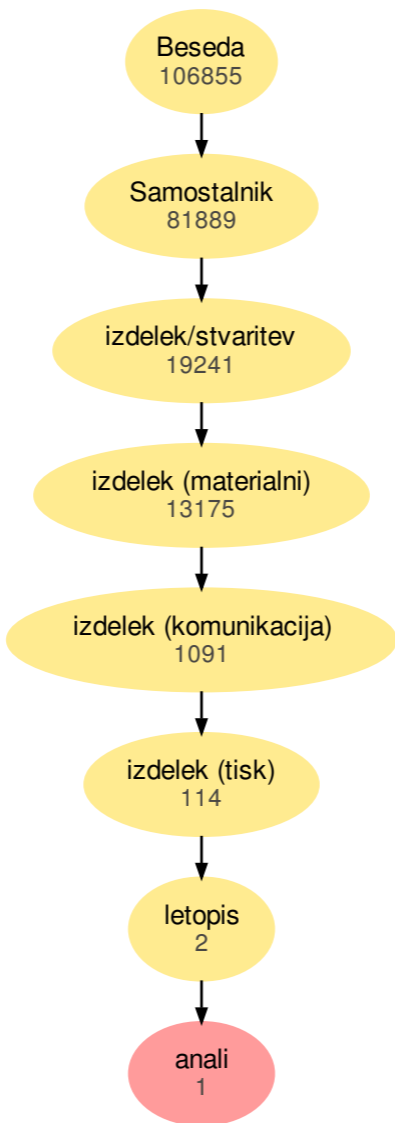 Beseda
106855
Samostalnik
81889
izdelek/stvaritev
19241
izdelek (materialni)
13175
izdelek (komunikacija)
1091
izdelek (tisk)
114
letopis
2
anali
1